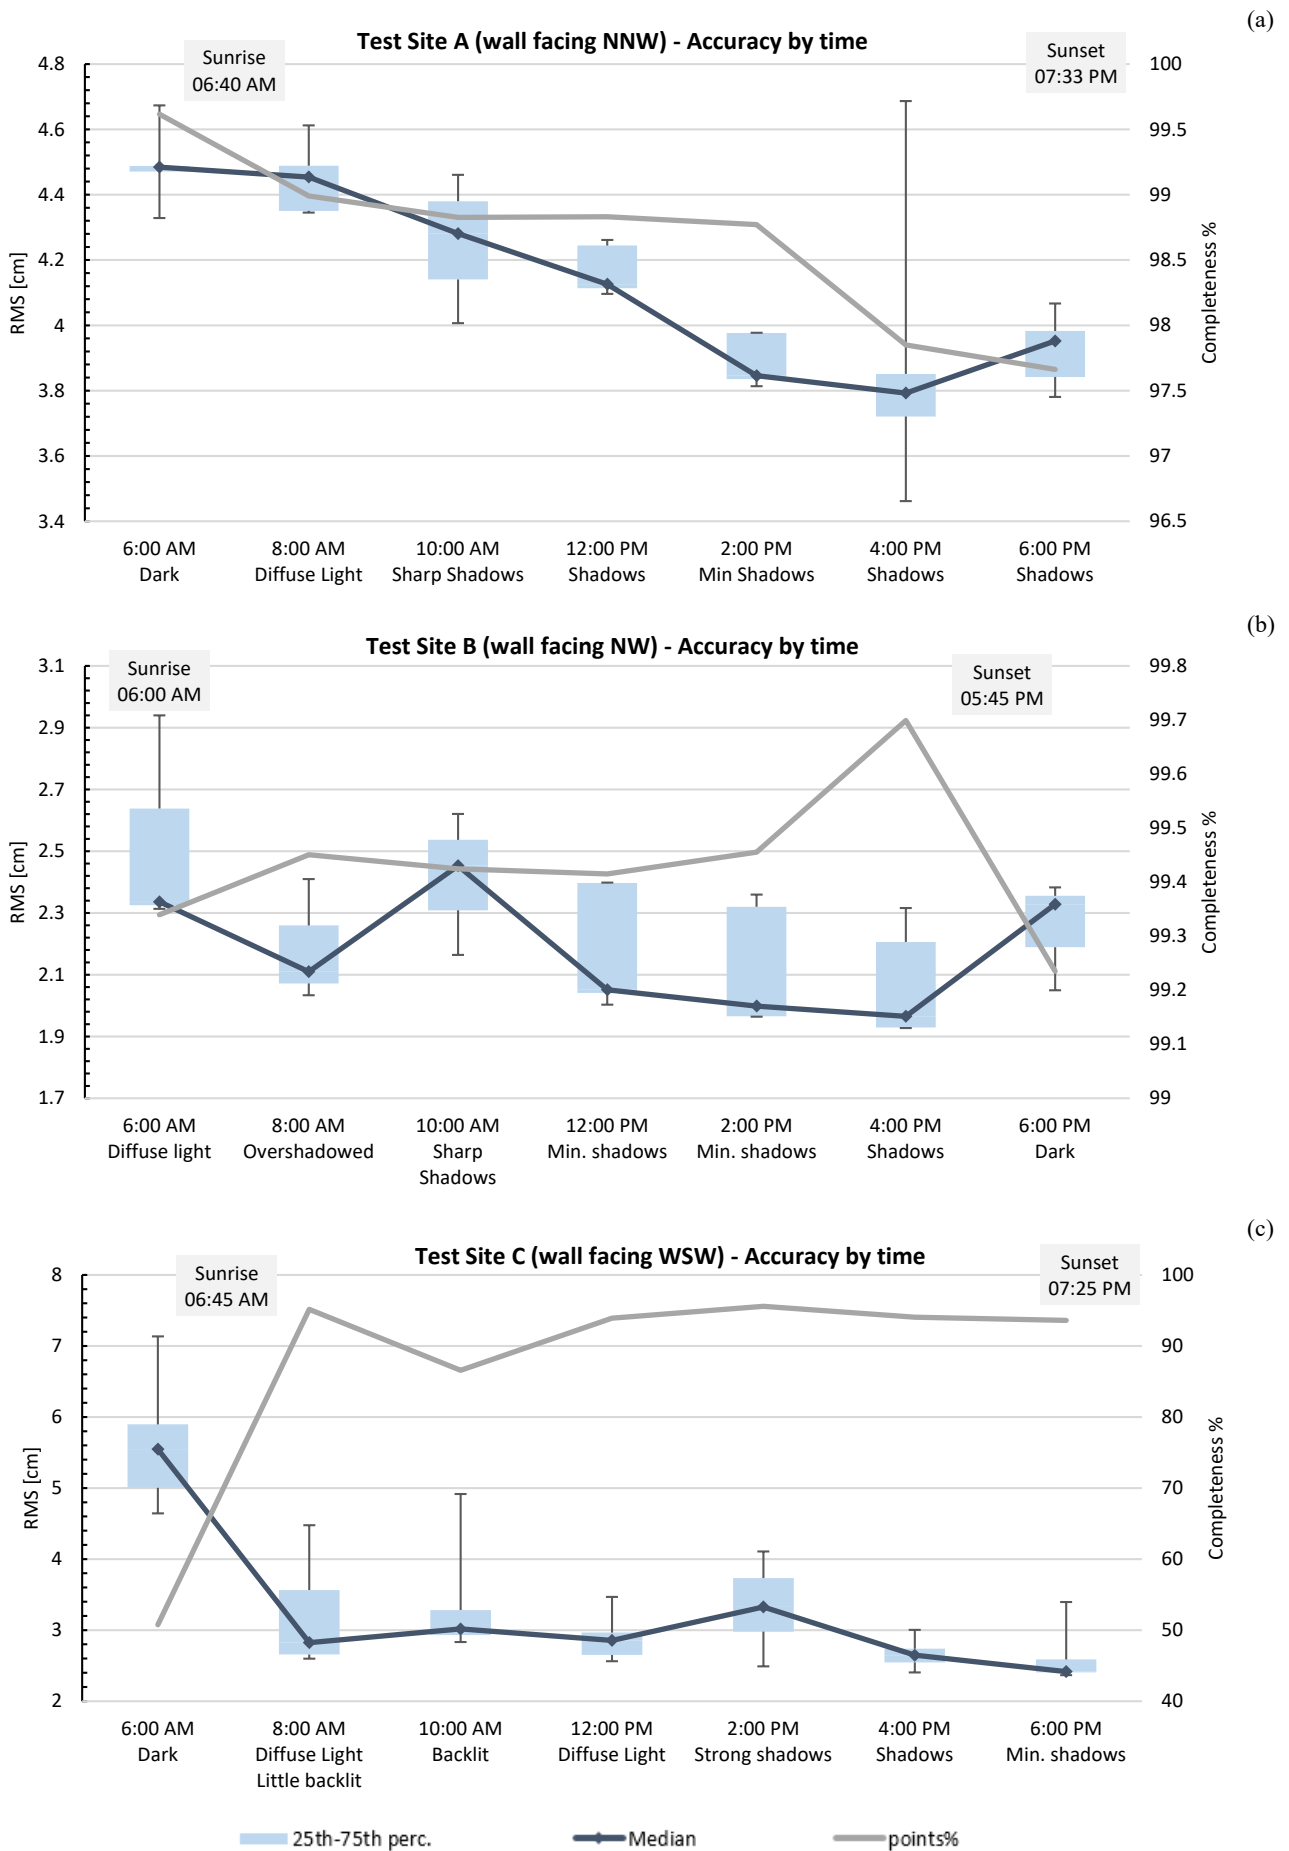 (a)
Test Site A (wall facing NNW) - Accuracy by time
Sunrise
06:40 AM
Sunset
07:33 PM
4.8
4.6
4.4
4.2
4
3.8
3.6
3.4
RMS [cm]
100
99.5
99
98.5
98
97.5
97
96.5
Completeness %
6:00 AM
Dark
8:00 AM
Diffuse Light
10:00 AM
Sharp Shadows
12:00 PM
Shadows
2:00 PM
Min Shadows
4:00 PM
Shadows
6:00 PM
Shadows
(b)
Test Site B (wall facing NW) - Accuracy by time
Sunrise
06:00 AM
Sunset
05:45 PM
3.1
2.9
2.7
2.5
2.3
2.1
1.9
1.7
RMS [cm]
99.8
99.7
99.6
99.5
99.4
99.3
99.2
99.1
99
Completeness %
6:00 AM
Diffuse light
8:00 AM
Overshadowed
10:00 AM
Sharp
Shadows
12:00 PM
Min. shadows
2:00 PM
Min. shadows
4:00 PM
Shadows
6:00 PM
Dark
(c)
Test Site C (wall facing WSW) - Accuracy by time
Sunrise
06:45 AM
Sunset
07:25 PM
8
7
6
5
4
3
2
RMS [cm]
100
90
80
70
60
50
40
Completeness %
6:00 AM
Dark
8:00 AM
Diffuse Light
Little backlit
10:00 AM
Backlit
12:00 PM
Diffuse Light
2:00 PM
Strong shadows
4:00 PM
Shadows
6:00 PM
Min. shadows
25th-75th perc.
Median
points%